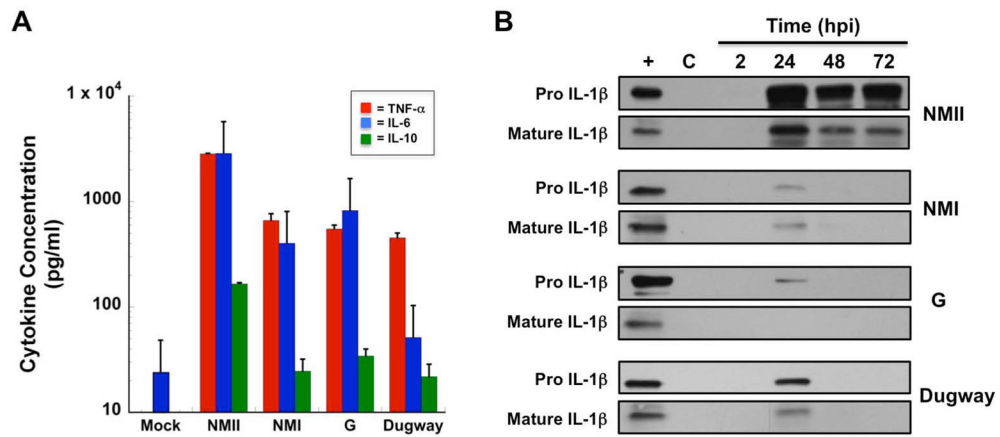 A
1 x 10⁴
1000
100
10
Cytokine Concentration
(pg/ml)
= TNF-α
= IL-6
= IL-10
Mock NMII NMI G Dugway
B
Time (hpi)
+ C 2 24 48 72
Pro IL-1β
Mature IL-1β
NMII
Pro IL-1β
Mature IL-1β
NMI
Pro IL-1β
Mature IL-1β
G
Pro IL-1β
Mature IL-1β
Dugway